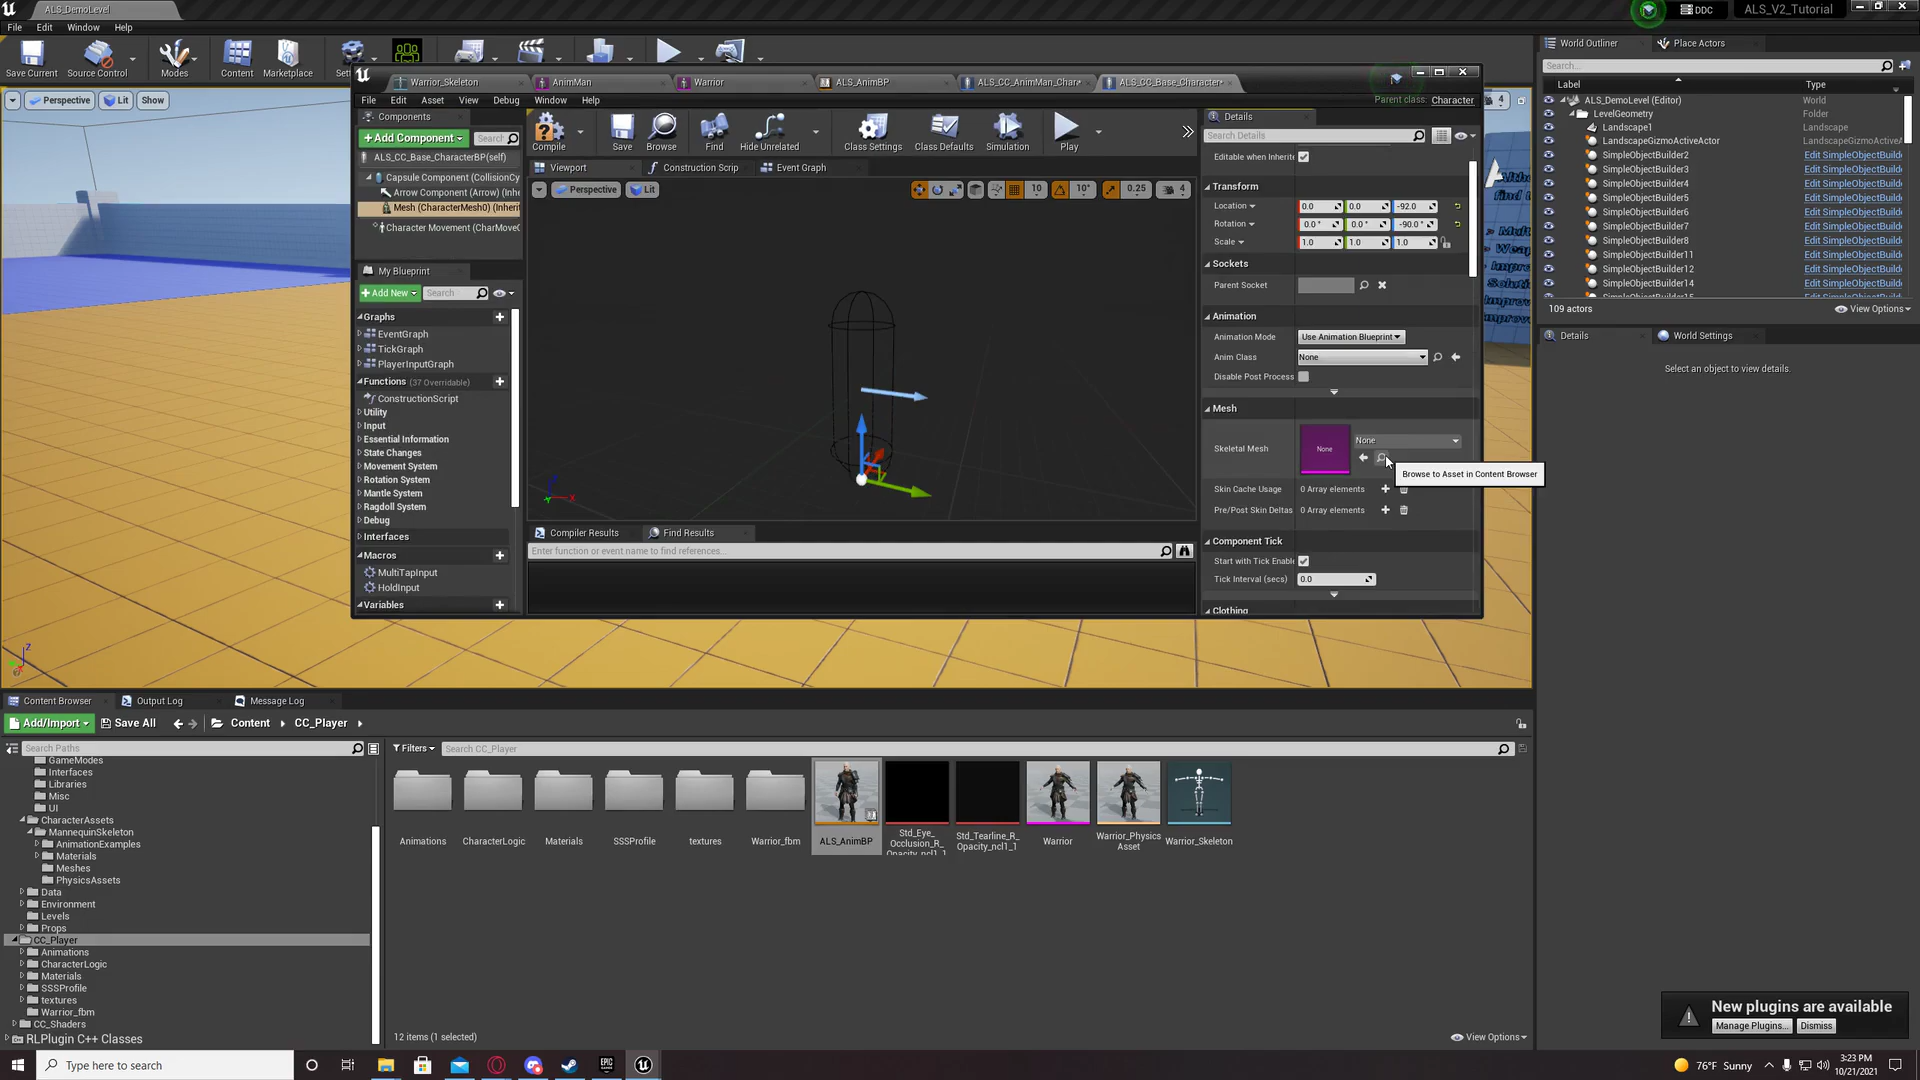 ALS_DemoLevel
DDC
ALS_V2_Tutorial
File Edit Window Help
Save Current
Source Control
Modes
Content
Marketplace
World Outliner
Place Actors
Search...
Label
Type
ALS_DemoLevel (Editor) World
LevelGeometry Folder
Landscape1 Landscape
LandscapeGizmoActiveActor LandscapeGizmoActiveActor
SimpleObjectBuilder2 Edit SimpleObjectBuild
SimpleObjectBuilder3 Edit SimpleObjectBuild
SimpleObjectBuilder4 Edit SimpleObjectBuild
SimpleObjectBuilder5 Edit SimpleObjectBuild
SimpleObjectBuilder6 Edit SimpleObjectBuild
SimpleObjectBuilder7 Edit SimpleObjectBuild
SimpleObjectBuilder8 Edit SimpleObjectBuild
SimpleObjectBuilder11 Edit SimpleObjectBuild
SimpleObjectBuilder12 Edit SimpleObjectBuild
SimpleObjectBuilder14 Edit SimpleObjectBuild
109 actors
View Options
Details
World Settings
Select an object to view details.
Perspective Lit Show
4
Warrior_Skeleton
AnimMan
Warrior
ALS_AnimBP
ALS_CC_AnimMan_Char
ALS_CC_Base_Character
File Edit Asset View Debug Window Help
Parent class: Character
Components
+Add Component
Search
ALS_CC_Base_CharacterBP(self)
Capsule Component (CollisionCy
Arrow Component (Arrow) (Inhe
Mesh (CharacterMesh0) (Inherit
Character Movement (CharMoveC
My Blueprint
+Add New
Search
Graphs
EventGraph
TickGraph
PlayerInputGraph
Functions (37 Overridable)
ConstructionScript
Utility
Input
Essential Information
State Changes
Movement System
Rotation System
Mantle System
Ragdoll System
Debug
Interfaces
Macros
MultiTapInput
HoldInput
Variables
Compile
Save
Browse
Find
Hide Unrelated
Class Settings
Class Defaults
Simulation
Play
Viewport
Construction Scrip
Event Graph
Perspective Lit
10
10°
0.25
4
Compiler Results
Find Results
Enter function or event name to find references...
Details
Search Details
Editable when Inherite
Transform
Location 0.0 0.0 -92.0
Rotation 0.0 ° 0.0 ° -90.0 °
Scale 1.0 1.0 1.0
Sockets
Parent Socket
Animation
Animation Mode Use Animation Blueprint
Anim Class None
Disable Post Process
Mesh
Skeletal Mesh None None
Browse to Asset in Content Browser
Skin Cache Usage 0 Array elements
Pre/Post Skin Deltas 0 Array elements
Component Tick
Start with Tick Enable
Tick Interval (secs) 0.0
Clothing
Content Browser
Output Log
Message Log
Add/Import
Save All
Content
CC_Player
Search Paths
Filters
Search CC_Player
GameModes
Interfaces
Libraries
Misc
UI
CharacterAssets
MannequinSkeleton
AnimationExamples
Materials
Meshes
PhysicsAssets
Data
Environment
Levels
Props
CC_Player
Animations
CharacterLogic
Materials
SSSProfile
textures
Warrior_fbm
CC_Shaders
RLPlugin C++ Classes
Animations
CharacterLogic
Materials
SSSProfile
textures
Warrior_fbm
ALS_AnimBP
Std_Eye_
Occlusion_R_
Opacity_ncl1_1
Std_Tearline_R_
Opacity_ncl1_1
Warrior
Warrior_Physics
Asset
Warrior_Skeleton
12 items (1 selected)
View Options
New plugins are available
Manage Plugins...
Dismiss
Type here to search
EPIC GAMES
76°F Sunny
3:23 PM
10/21/2021